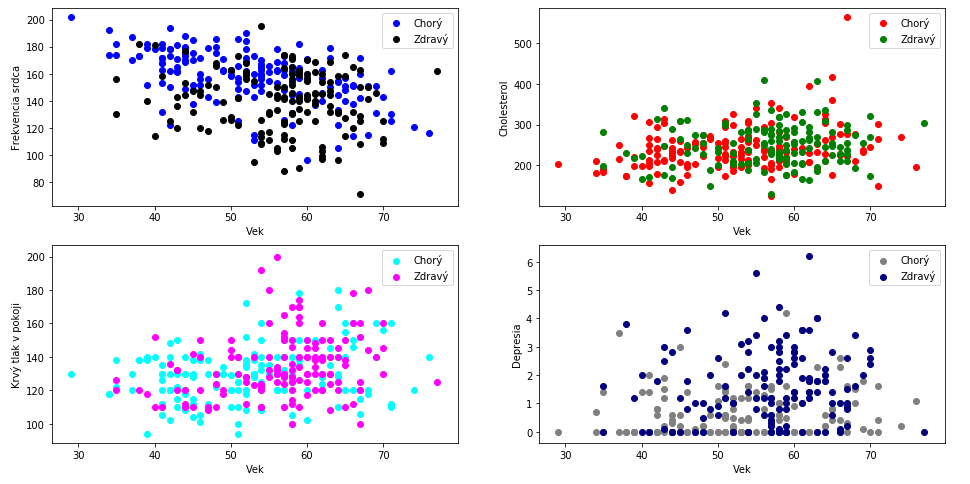 Frekvencia srdca
200
180
160
140
120
100
80
30
40
50
60
70
Vek
Chorý
Zdravý
Cholesterol
500
400
300
200
30
40
50
60
70
Vek
Chorý
Zdravý
Krvý tlak v pokoji
200
180
160
140
120
100
30
40
50
60
70
Vek
Chorý
Zdravý
Depresia
6
5
4
3
2
1
0
30
40
50
60
70
Vek
Chorý
Zdravý